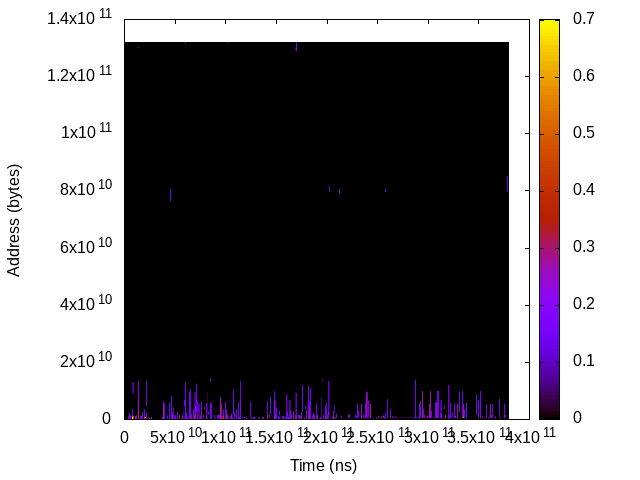 1.4x10 11
1.2x10 11
1x10 11
8x10 10
6x10 10
4x10 10
2x10 10
0
0 5x10 10 1x10 11 1.5x10 11 2x10 11 2.5x10 11 3x10 11 3.5x10 11 4x10 11
Time (ns)
Address (bytes)
0.7
0.6
0.5
0.4
0.3
0.2
0.1
0